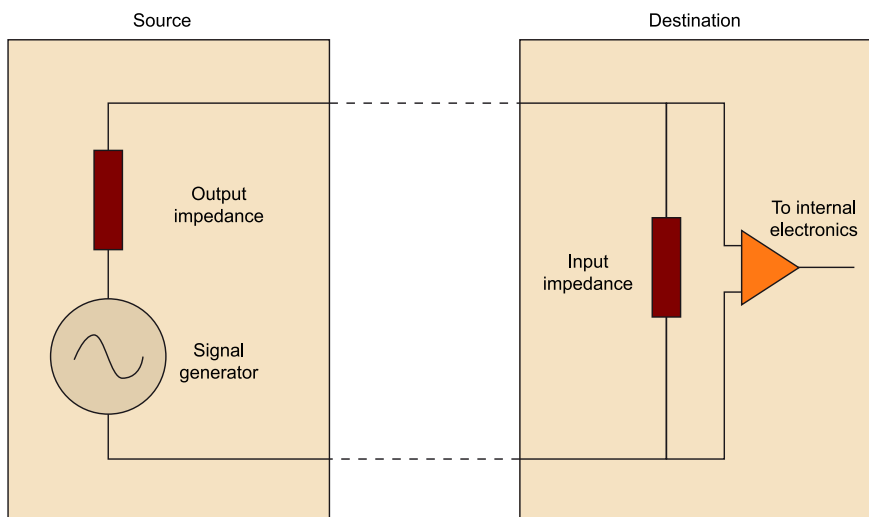 Source
Destination
Output
impedance
Signal
generator
Input
impedance
To internal
electronics